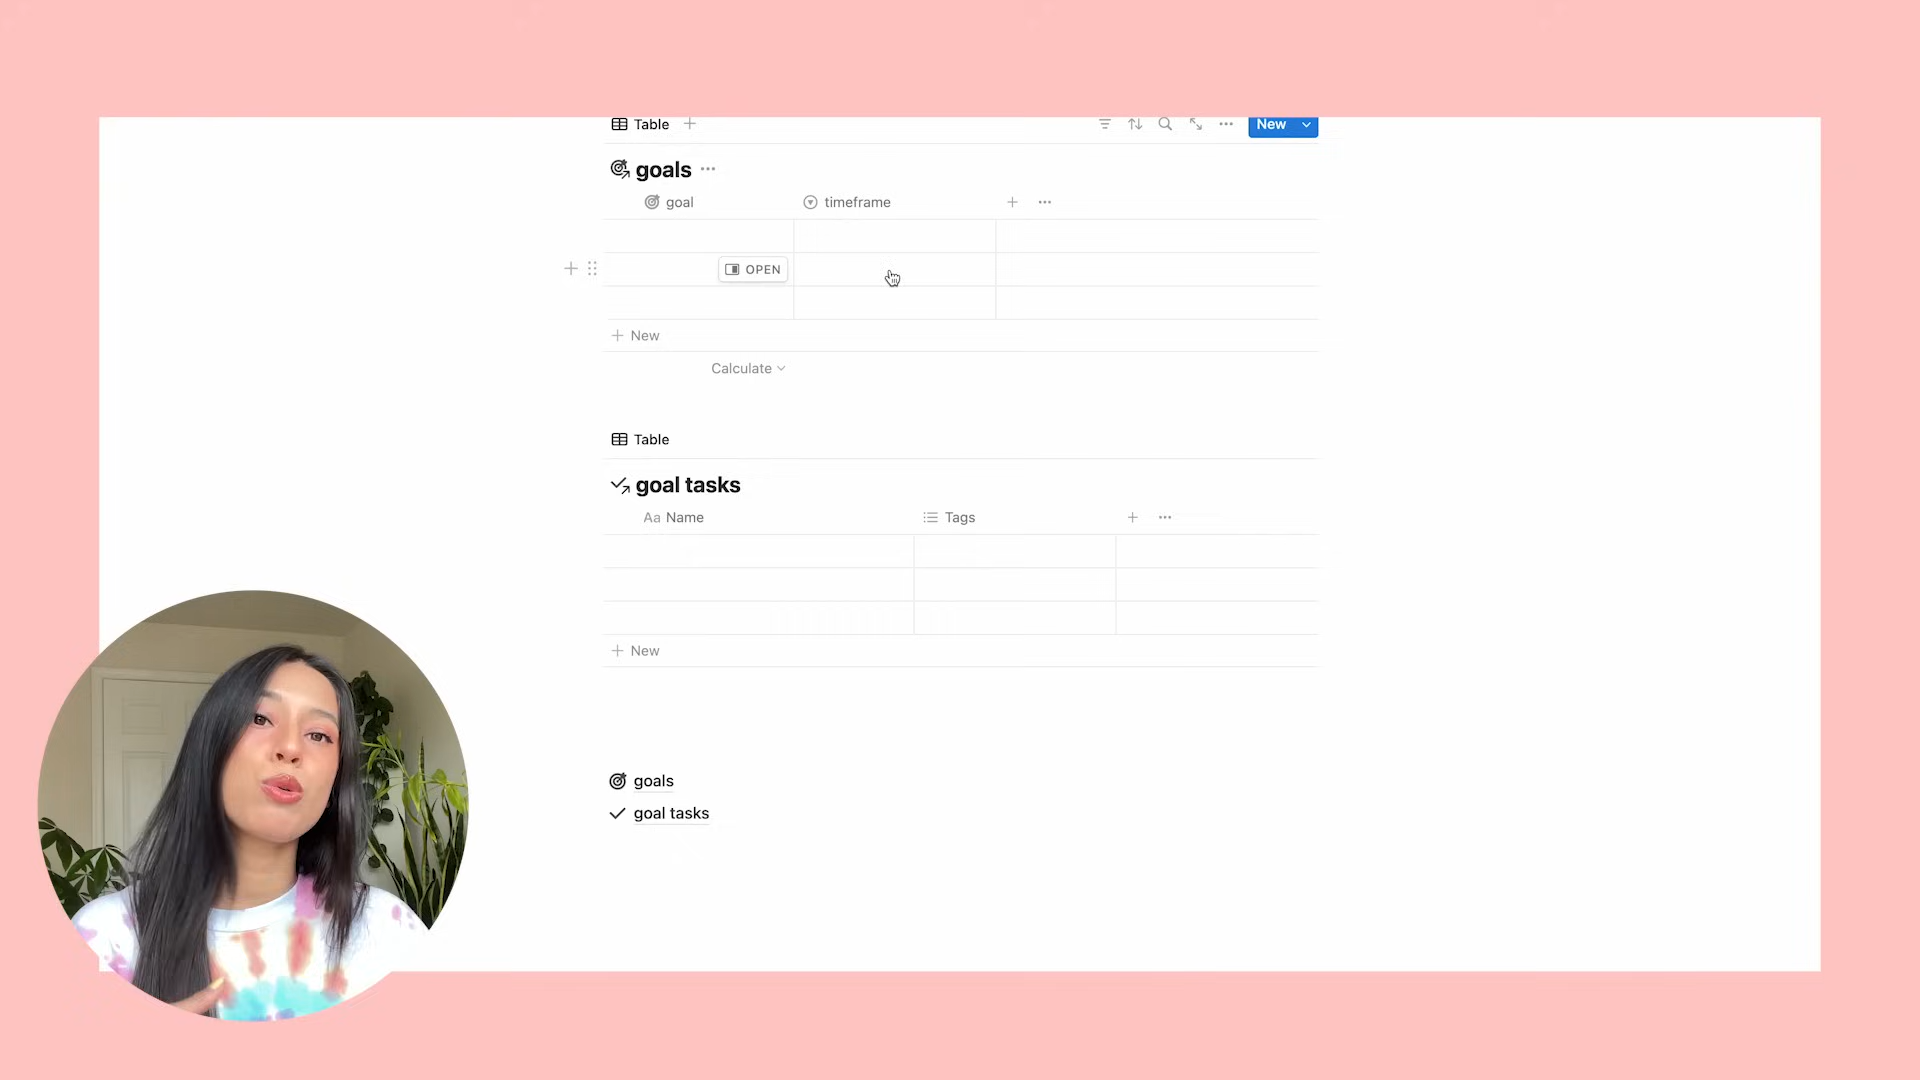 Table
New
goals
goal
timeframe
OPEN
New
Calculate
Table
goal tasks
Aa Name
Tags
New
goals
goal tasks